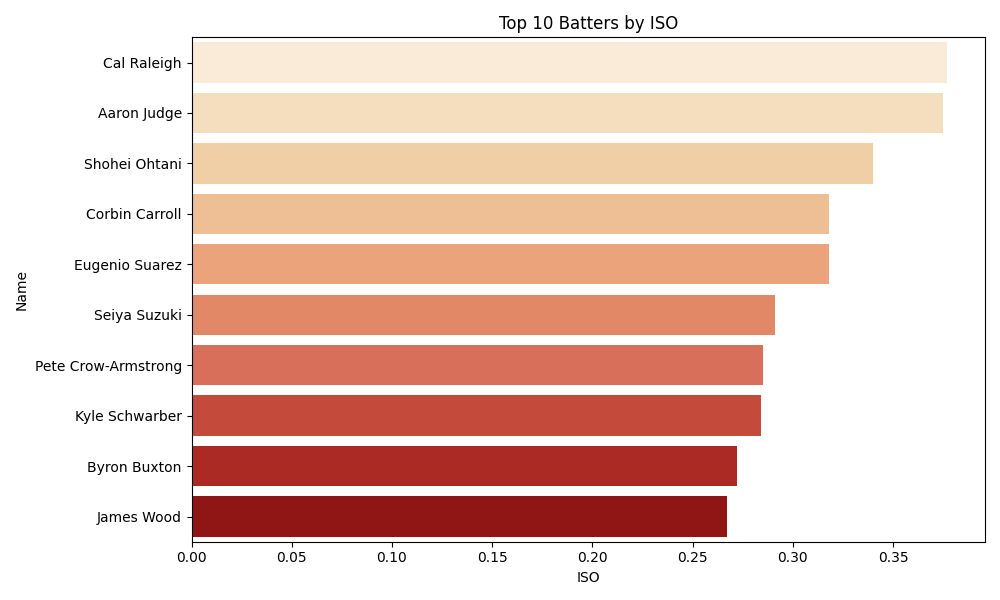 Top 10 Batters by ISO
Cal Raleigh
Aaron Judge
Shohei Ohtani
Corbin Carroll
Eugenio Suarez
Seiya Suzuki
Pete Crow-Armstrong
Kyle Schwarber
Byron Buxton
James Wood
Name
0.00 0.05 0.10 0.15 0.20 0.25 0.30 0.35
ISO